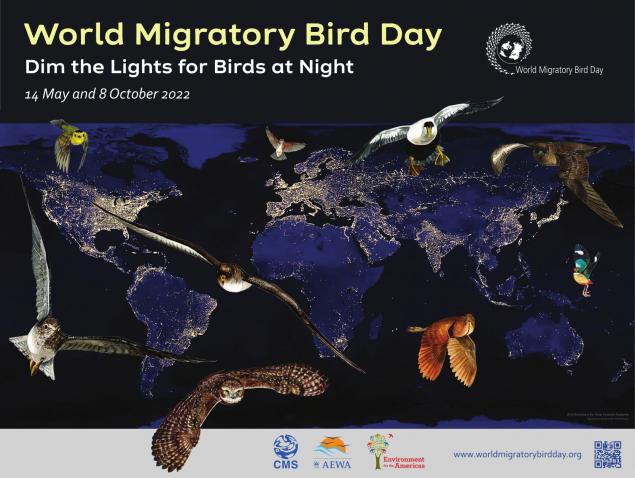 World Migratory Bird Day
Dim the Lights for Birds at Night
14 May and 8 October 2022
World Migratory Bird Day
CMS
AEWA
Environment
for the Americas
www.worldmigratorybirdday.org